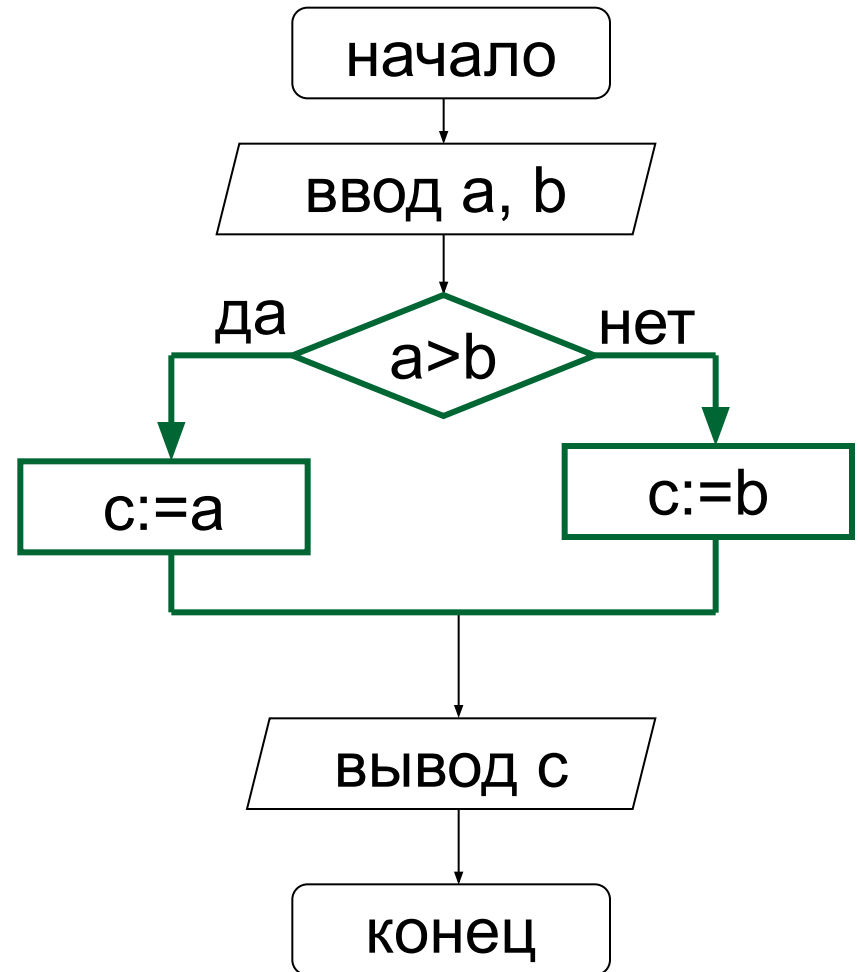 начало
ввод a, b
да
нет
a>b
c:=a
c:=b
вывод c
конец